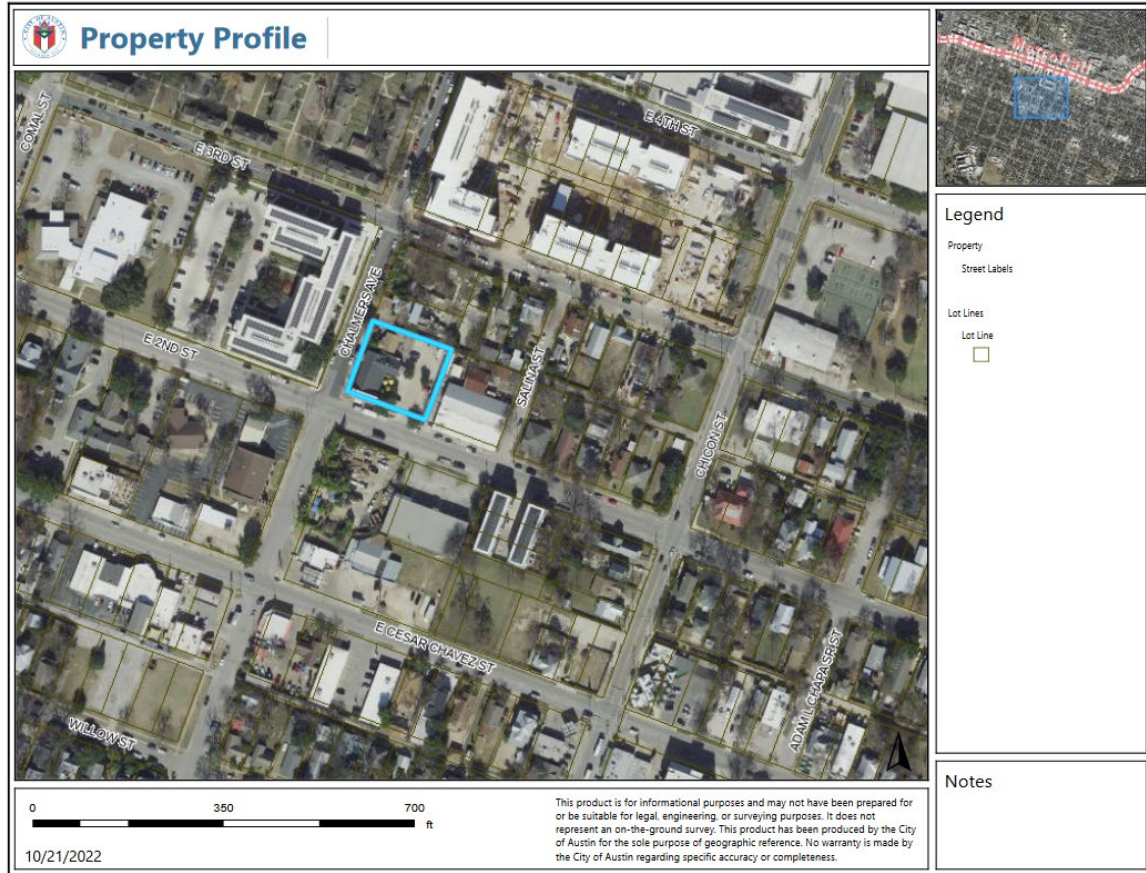 CITY OF AUSTIN
Property Profile
MetroRail
COMAL ST
E 3RD ST
E 4TH ST
CHALMERS AVE
E 2ND ST
SALINA ST
CHICON ST
E CESAR CHAVEZ ST
ADAM L CHAPA SR ST
WILLOW ST
Legend
Property
Street Labels
Lot Lines
Lot Line
Notes
0 350 700
ft
10/21/2022
This product is for informational purposes and may not have been prepared for
or be suitable for legal, engineering, or surveying purposes. It does not
represent an on-the-ground survey. This product has been produced by the City
of Austin for the sole purpose of geographic reference. No warranty is made by
the City of Austin regarding specific accuracy or completeness.